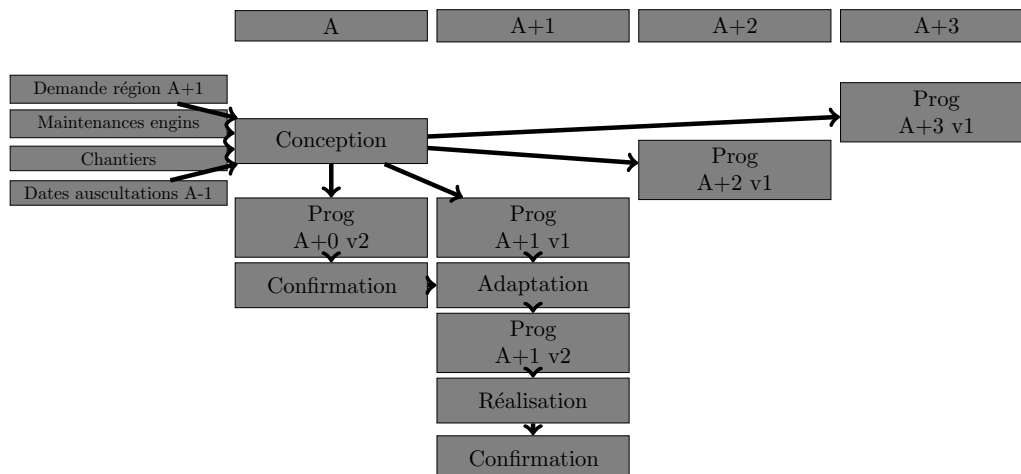 A
A+1
A+2
A+3
Demande région A+1
Maintenances engins
Chantiers
Dates auscultations A-1
Conception
Prog
A+3 v1
Prog
A+2 v1
Prog
A+0 v2
Prog
A+1 v1
Confirmation
Adaptation
Prog
A+1 v2
Réalisation
Confirmation